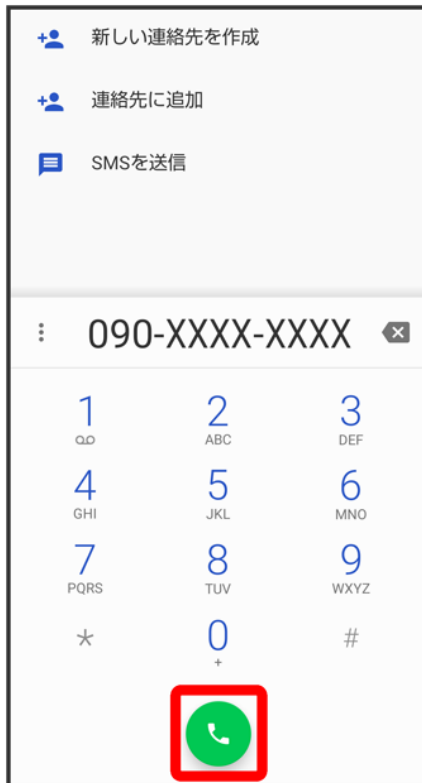 新しい連絡先を作成
連絡先に追加
SMSを送信
090-XXXX-XXXX
1 2 3
ABC DEF
4 5 6
GHI JKL MNO
7 8 9
PQRS TUV WXYZ
* 0 #
+